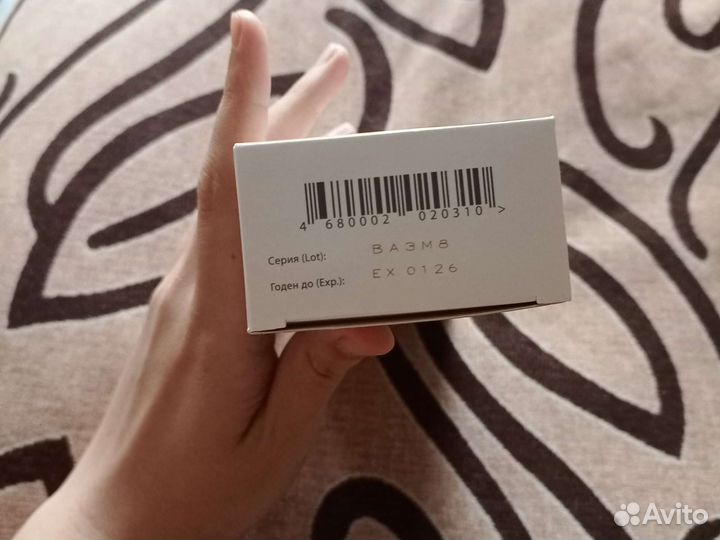 4 680002 020310 >
Серия (Lot): BA3M8
Годен до (Exp.): EX 0126
Avito